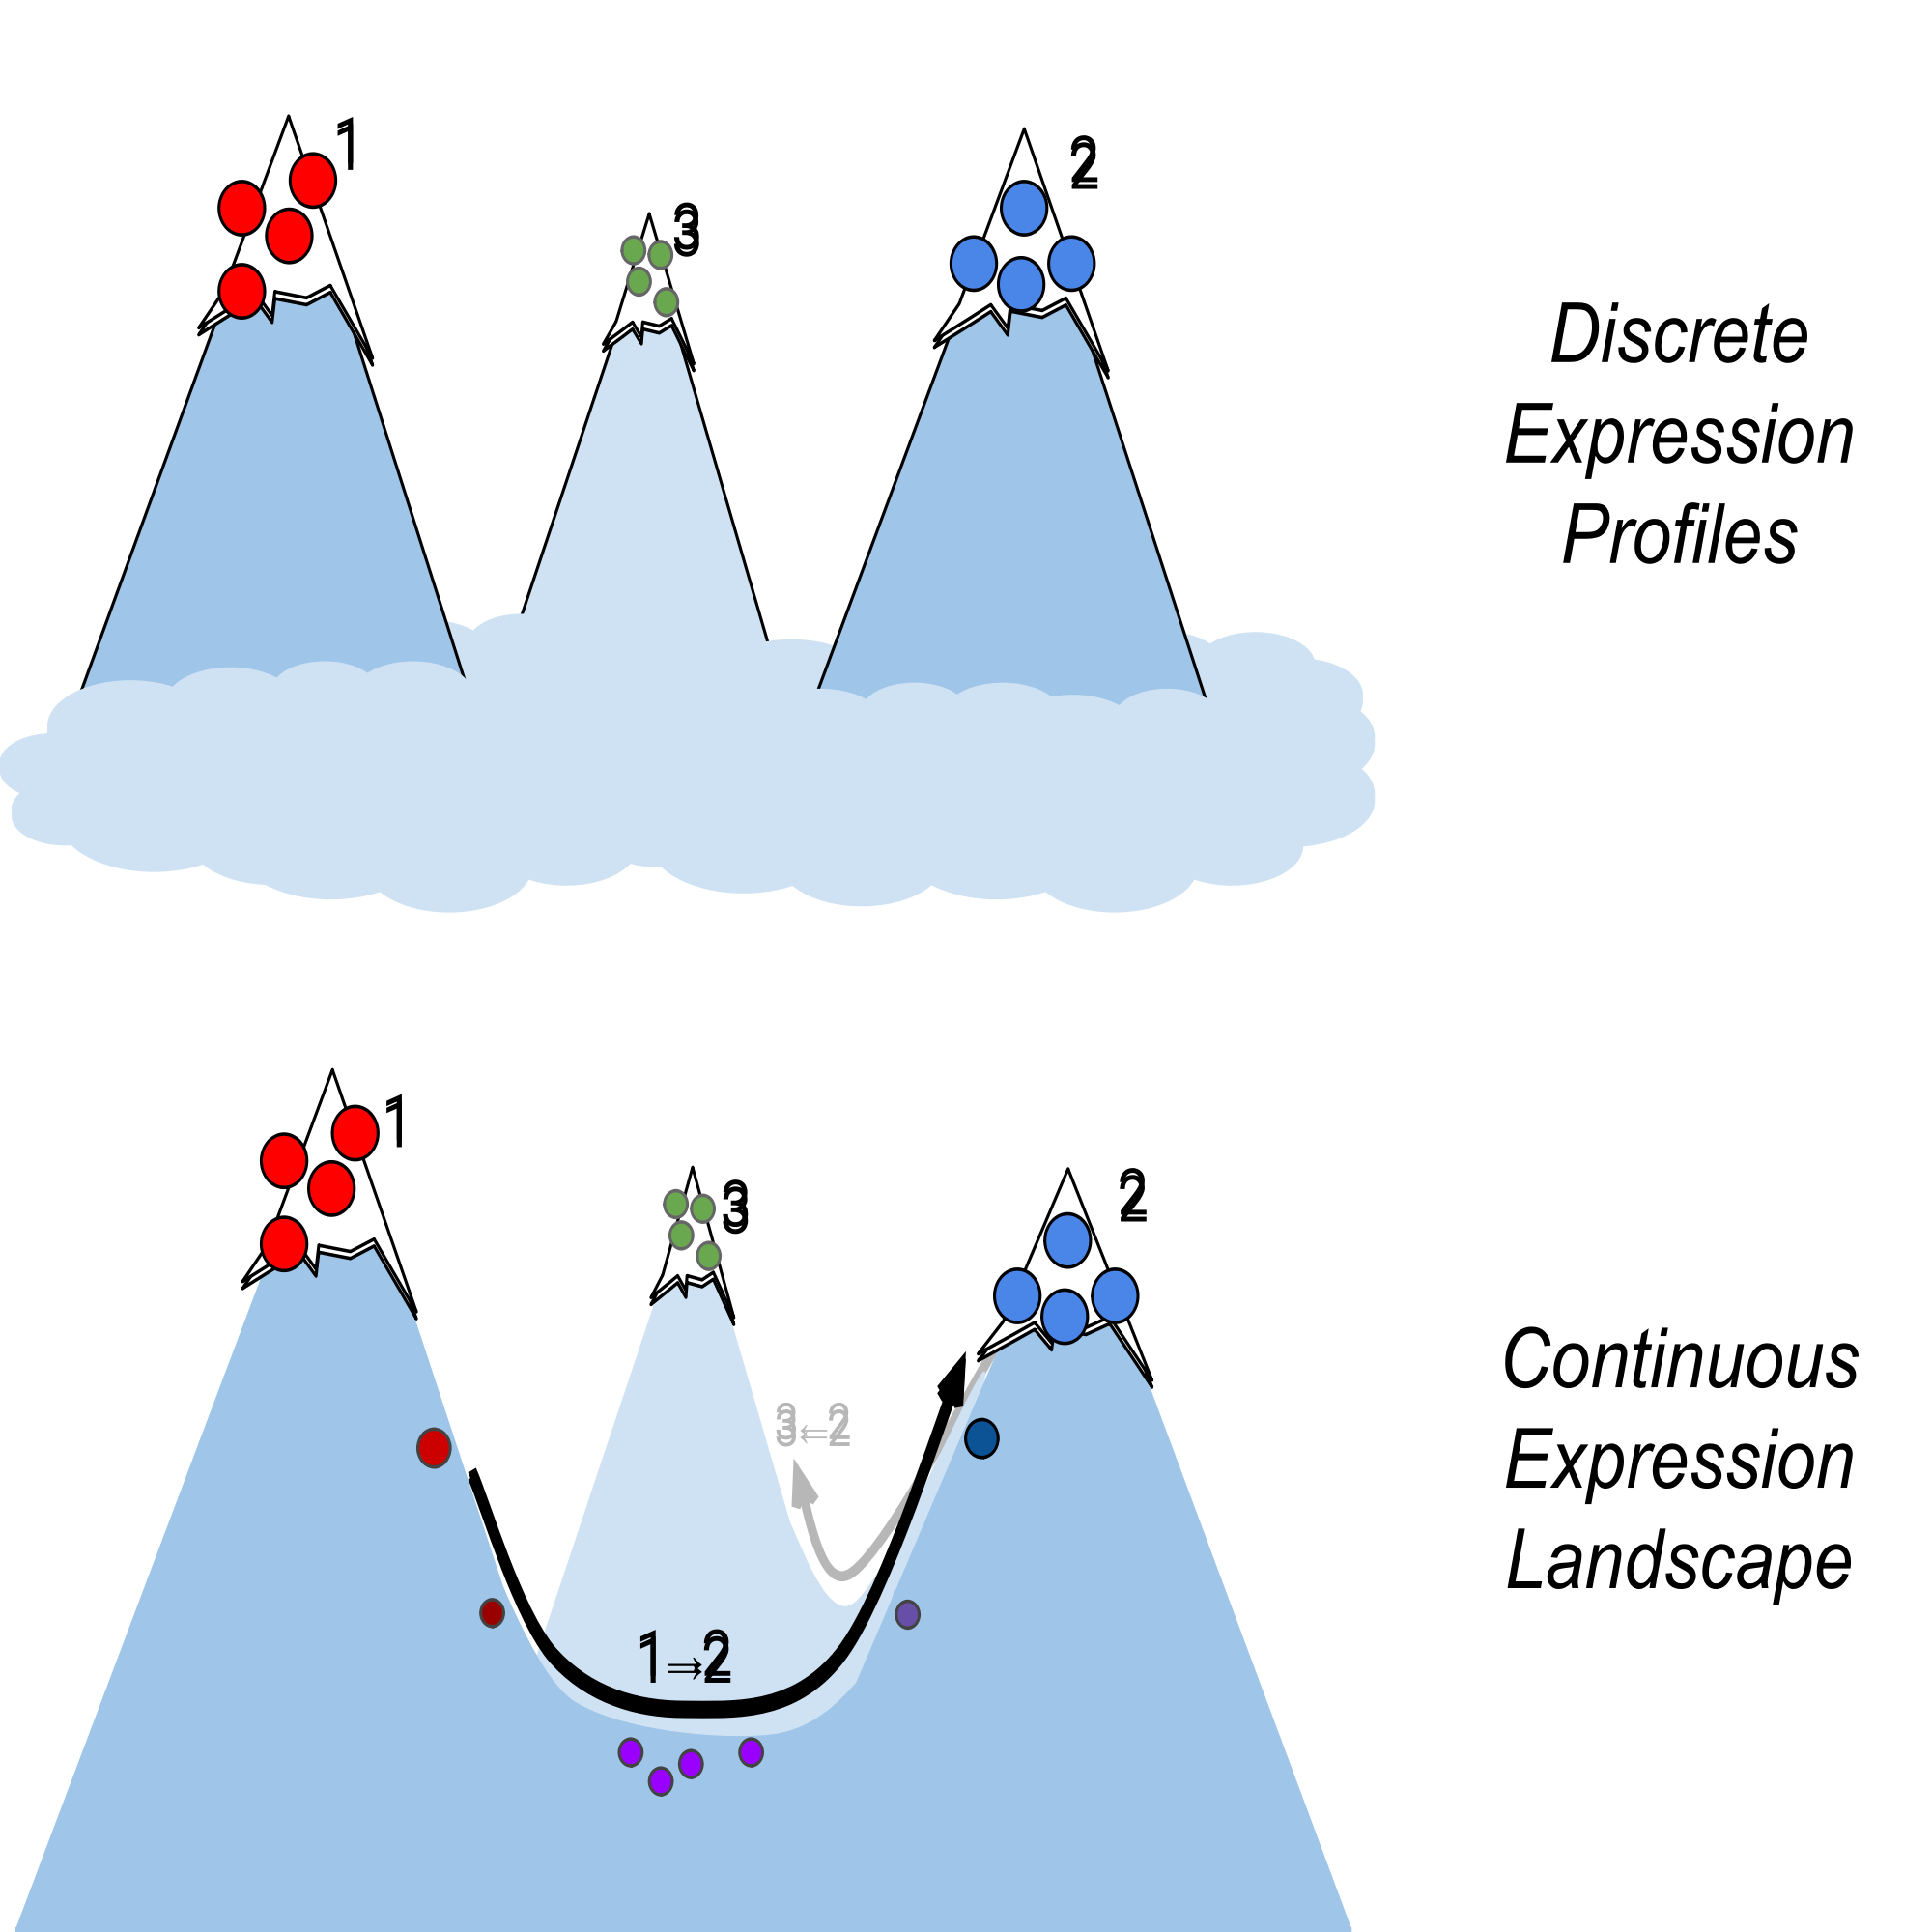 1
3
2
Discrete
Expression
Profiles
1
3
2
3←2
1→2
Continuous
Expression
Landscape